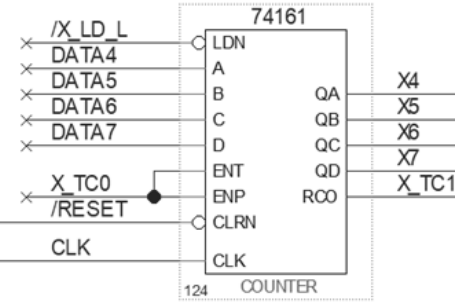 74161
/X_LD_L
LDN
DATA4
A
DATA5
B
QA
X4
DATA6
C
QB
X5
DATA7
D
QC
X6
ENT
QD
X7
X_TC0
ENP
RCO
X_TC1
/RESET
CLRN
CLK
CLK
124
COUNTER